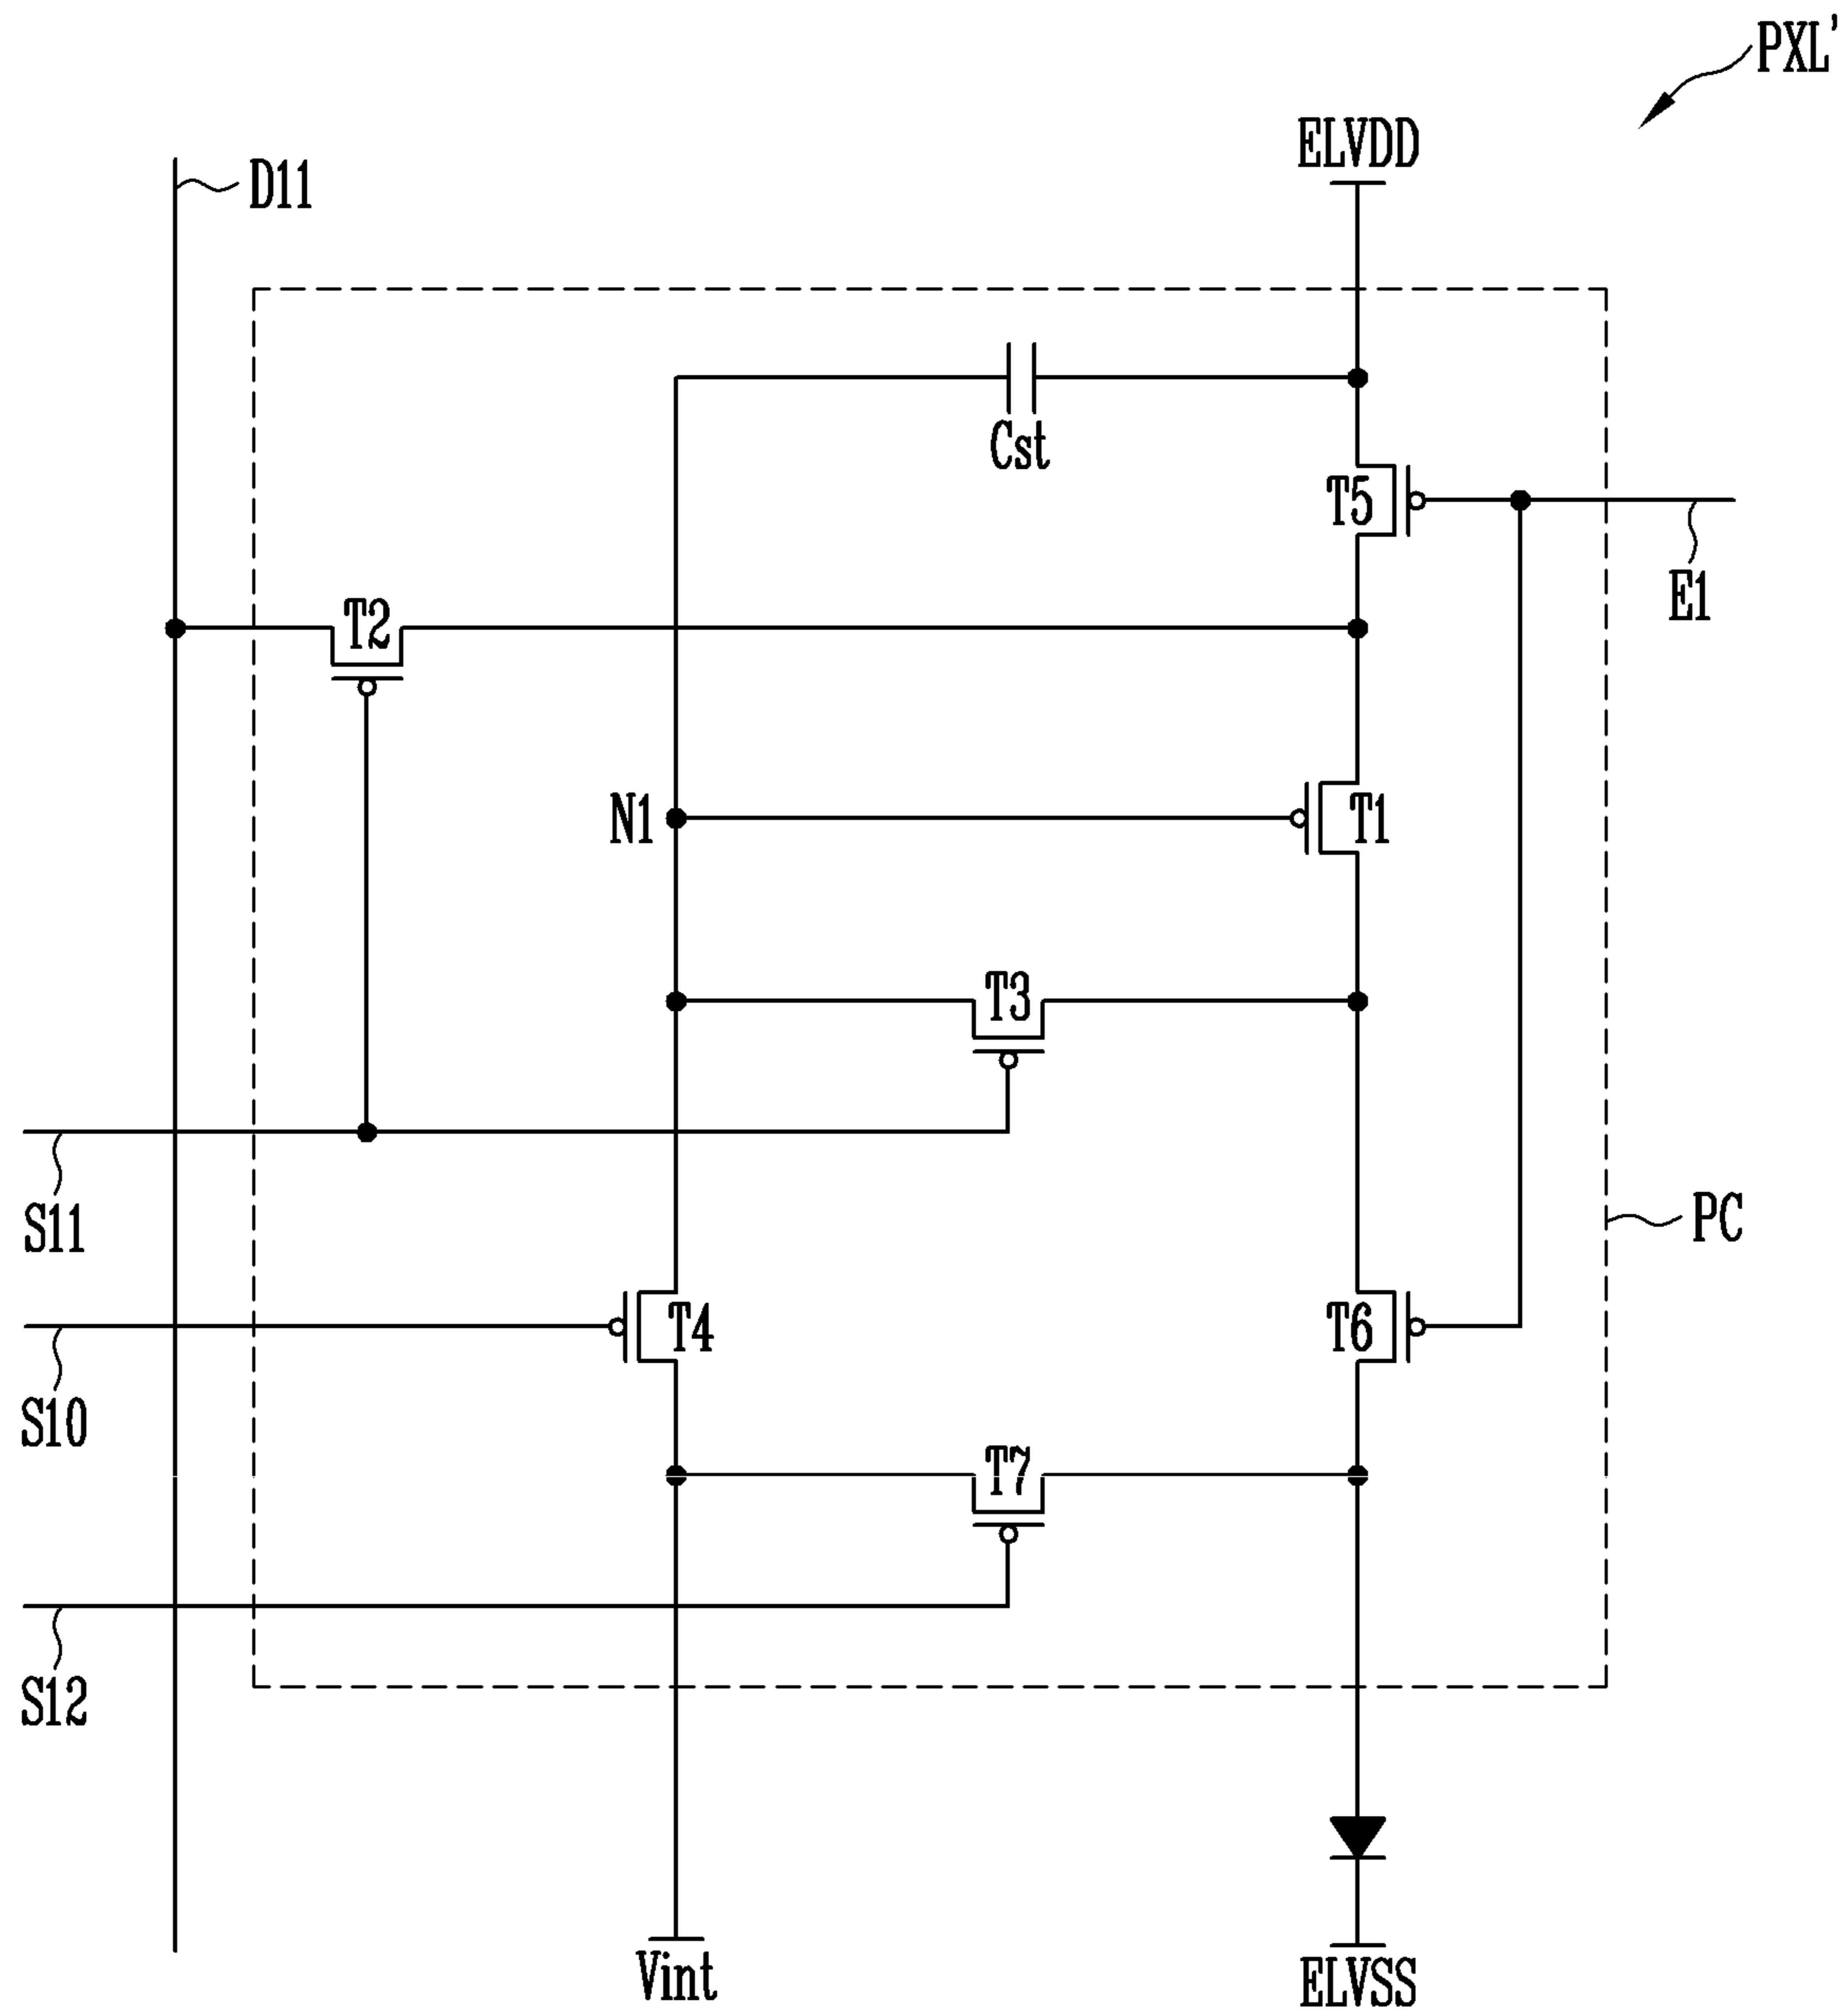 PXL'
ELVDD
D11
Cst
T5
E1
T2
N1
T1
T3
S11
PC
T4
T6
S10
T7
S12
Vint
ELVSS